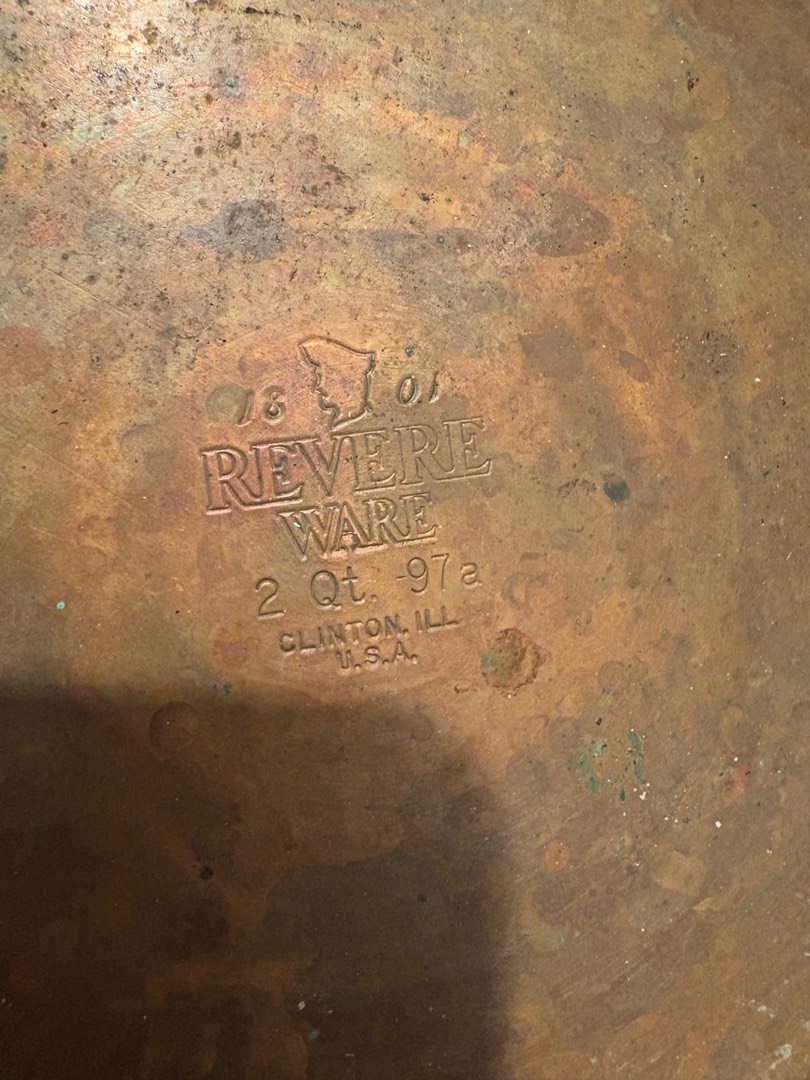 18 01
REVERE
WARE
2 Qt. -97a
CLINTON, ILL.
U.S.A.